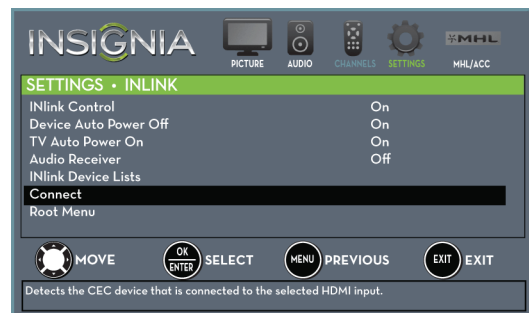 INSIGNIA
PICTURE AUDIO CHANNELS SETTINGS MHL MHL/ACC
SETTINGS • INLINK
INlink Control On
Device Auto Power Off On
TV Auto Power On On
Audio Receiver Off
INlink Device Lists
Connect
Root Menu
MOVE OK ENTER SELECT MENU PREVIOUS EXIT EXIT
Detects the CEC device that is connected to the selected HDMI input.